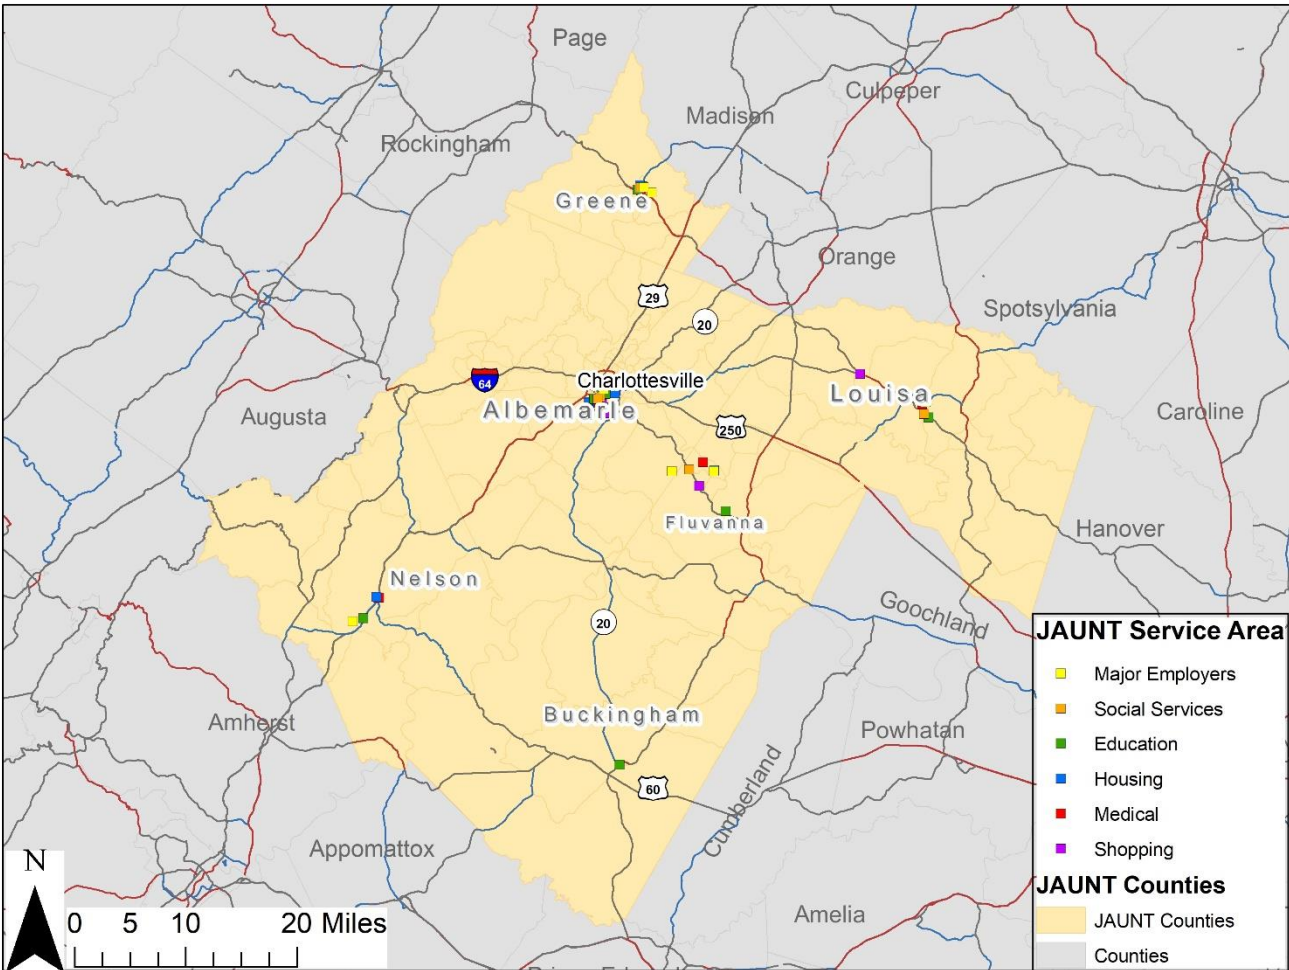 Page
Culpeper
Madison
Rockingham
Greene
Orange
29
Spotsylvania
20
64
Charlottesville
Louisa
Albemarle
Augusta
Caroline
250
Fluvanna
Hanover
Nelson
Goochland
20
JAUNT Service Area
Major Employers
Social Services
Education
Housing
Medical
Shopping
JAUNT Counties
JAUNT Counties
Counties
Buckingham
Amherst
Powhatan
60
Cumberland
Appomattox
Amelia
N
0 5 10 20 Miles